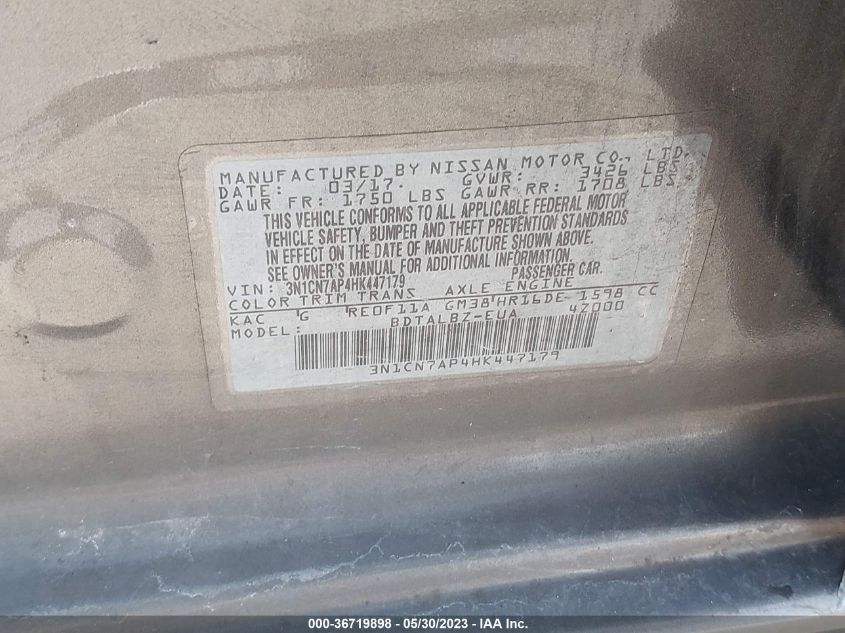 MANUFACTURED BY NISSAN MOTOR CO., LTD.
DATE: 03/17. GVWR: 3426 LBS
GAWR FR: 1750 LBS GAWR RR: 1708 LBS
THIS VEHICLE CONFORMS TO ALL APPLICABLE FEDERAL MOTOR
VEHICLE SAFETY, BUMPER AND THEFT PREVENTION STANDARDS
IN EFFECT ON THE DATE OF MANUFACTURE SHOWN ABOVE.
SEE OWNER'S MANUAL FOR ADDITIONAL INFORMATION.
VIN: 3N1CN7AP4HK447179 PASSENGER CAR.
COLOR TRIM TRANS AXLE ENGINE
KAC G RE0F11A GM38 HR16DE 1598 CC
MODEL: BDTALBZ-EUA 4Z000
3N1CN7AP4HK447179
000-36719898 - 05/30/2023 - IAA Inc.